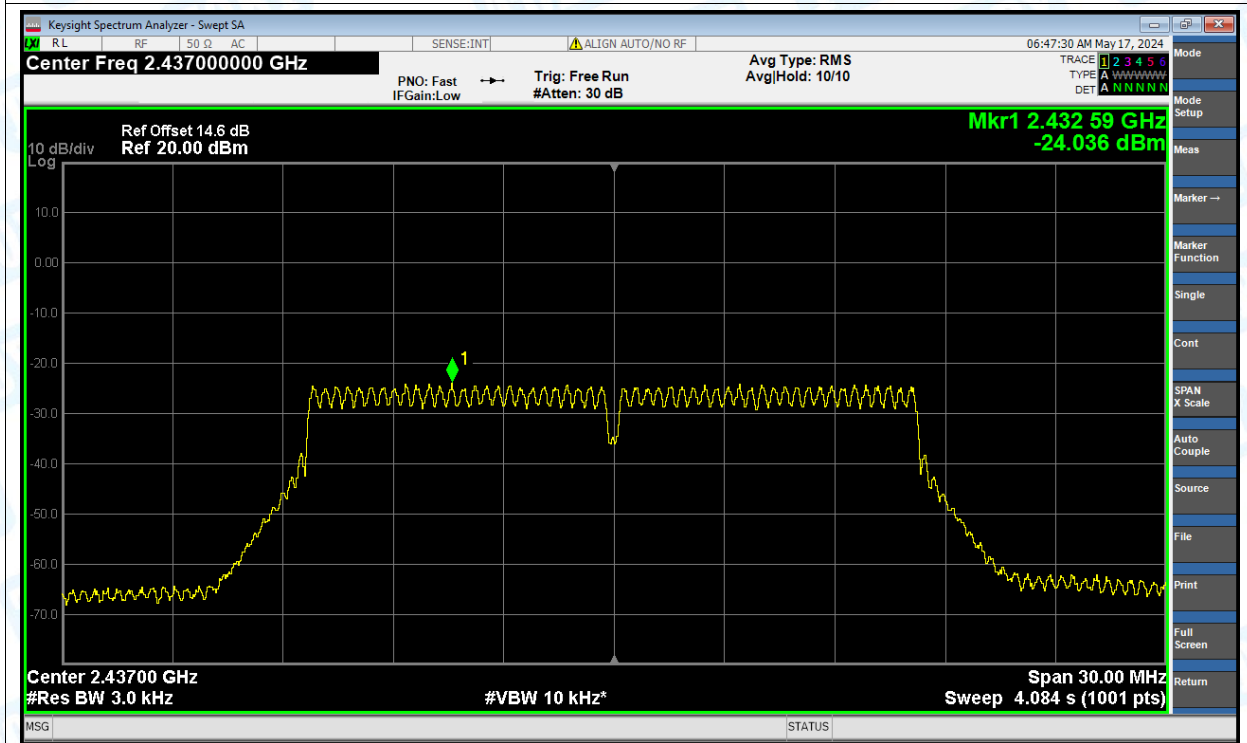 Keysight Spectrum Analyzer - Swept SA
LXI RL RF 50 Ω AC SENSE:INT ALIGN AUTO/NO RF 06:47:30 AM May 17, 2024
Center Freq 2.437000000 GHz
PNO: Fast
IFGain:Low
Trig: Free Run
#Atten: 30 dB
Avg Type: RMS
Avg|Hold: 10/10
TRACE 1 2 3 4 5 6
TYPE A WWWWW
DET A N N N N N
Mkr1 2.432 59 GHz
-24.036 dBm
Ref Offset 14.6 dB
10 dB/div Ref 20.00 dBm
Log
10.0
0.00
-10.0
-20.0
-30.0
-40.0
-50.0
-60.0
-70.0
1
Center 2.43700 GHz
#Res BW 3.0 kHz
#VBW 10 kHz*
Span 30.00 MHz
Sweep 4.084 s (1001 pts)
MSG STATUS
Mode
Mode
Setup
Meas
Marker →
Marker
Function
Single
Cont
SPAN
X Scale
Auto
Couple
Source
File
Print
Full
Screen
Return